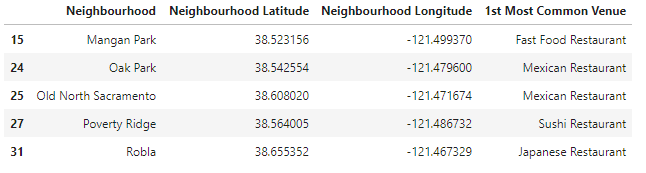 Neighbourhood Neighbourhood Latitude Neighbourhood Longitude 1st Most Common Venue
15 Mangan Park 38.523156 -121.499370 Fast Food Restaurant
24 Oak Park 38.542554 -121.479600 Mexican Restaurant
25 Old North Sacramento 38.608020 -121.471674 Mexican Restaurant
27 Poverty Ridge 38.564005 -121.486732 Sushi Restaurant
31 Robla 38.655352 -121.467329 Japanese Restaurant